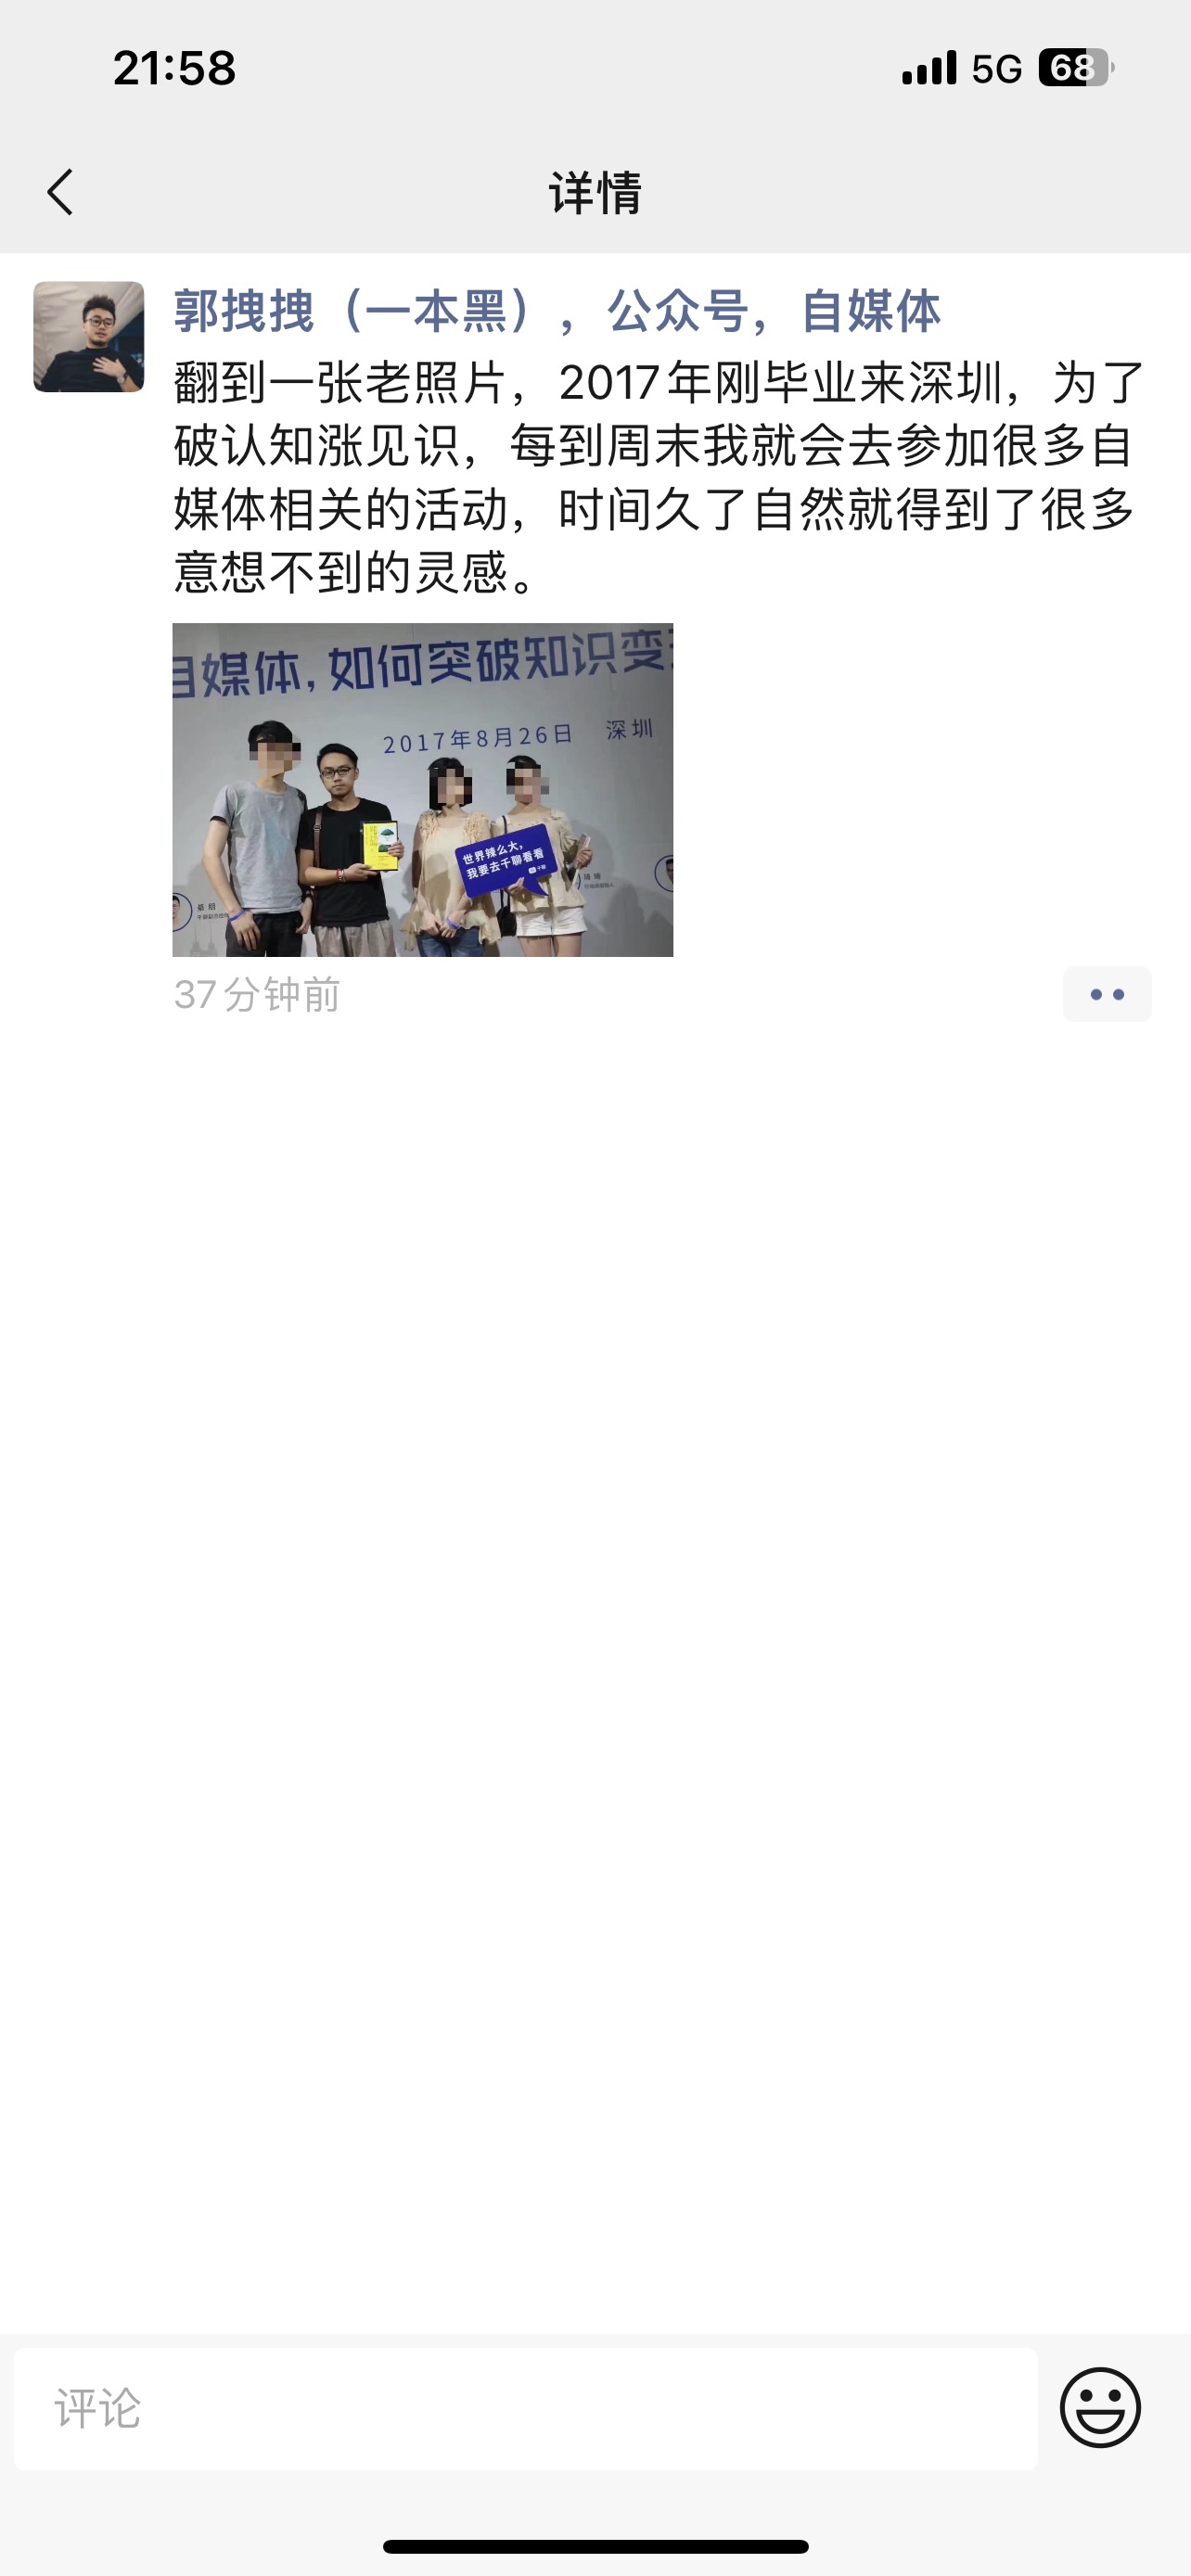 21:58
5G 68
详情
郭拽拽（一本黑），公众号，自媒体
翻到一张老照片，2017年刚毕业来深圳，为了
破认知涨见识，每到周末我就会去参加很多自
媒体相关的活动，时间久了自然就得到了很多
意想不到的灵感。
自媒体,如何突破知识变
2017年8月26日 深圳
世界辣么大,
我要去千聊看看
千聊
37分钟前
评论